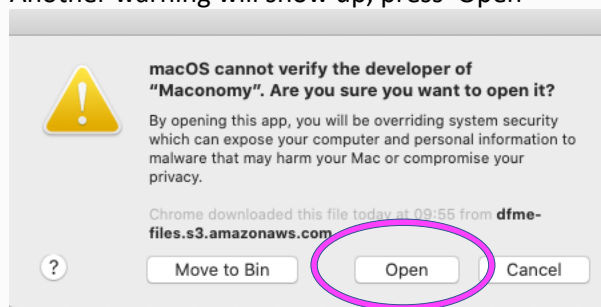 Another warning will show up, press 'Open'
macOS cannot verify the developer of
“Maconomy”. Are you sure you want to
open it?
By opening this app, you will be overriding system security
which can expose your computer and personal information to
malware that may harm your Mac or compromise your
privacy.
Chrome downloaded this file today at 09:55 from dfme-
files.s3.amazonaws.com
? Move to Bin Open Cancel